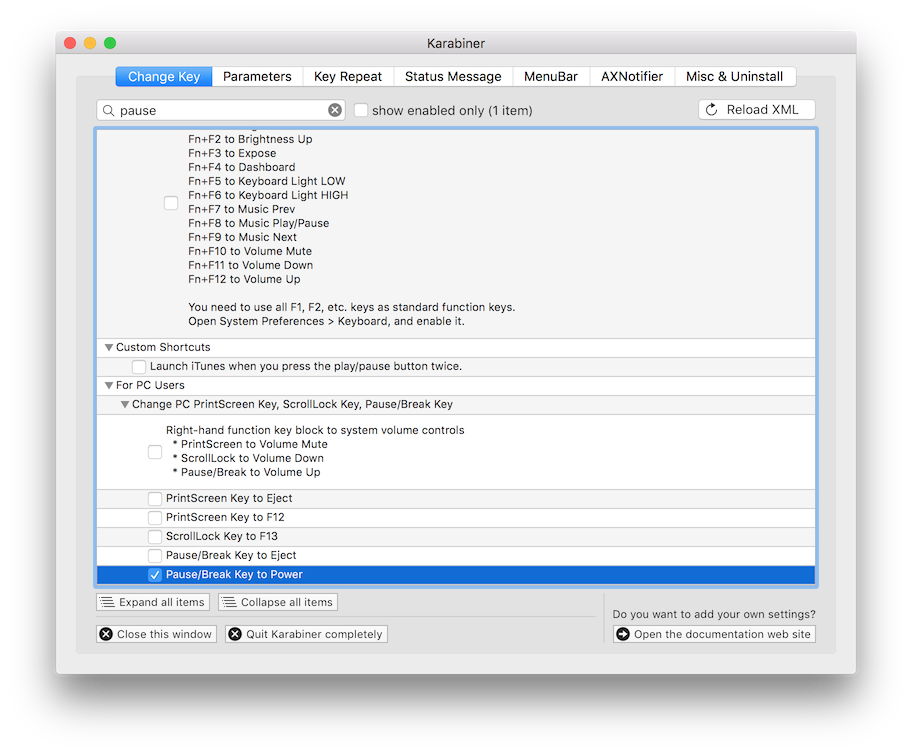 Karabiner
Change Key
Parameters
Key Repeat
Status Message
MenuBar
AXNotifier
Misc & Uninstall
pause
show enabled only (1 item)
Reload XML
Fn+F2 to Brightness Up
Fn+F3 to Expose
Fn+F4 to Dashboard
Fn+F5 to Keyboard Light LOW
Fn+F6 to Keyboard Light HIGH
Fn+F7 to Music Prev
Fn+F8 to Music Play/Pause
Fn+F9 to Music Next
Fn+F10 to Volume Mute
Fn+F11 to Volume Down
Fn+F12 to Volume Up
You need to use all F1, F2, etc. keys as standard function keys.
Open System Preferences > Keyboard, and enable it.
Custom Shortcuts
Launch iTunes when you press the play/pause button twice.
For PC Users
Change PC PrintScreen Key, ScrollLock Key, Pause/Break Key
Right-hand function key block to system volume controls
* PrintScreen to Volume Mute
* ScrollLock to Volume Down
* Pause/Break to Volume Up
PrintScreen Key to Eject
PrintScreen Key to F12
ScrollLock Key to F13
Pause/Break Key to Eject
Pause/Break Key to Power
Expand all items
Collapse all items
Do you want to add your own settings?
Close this window
Quit Karabiner completely
Open the documentation web site